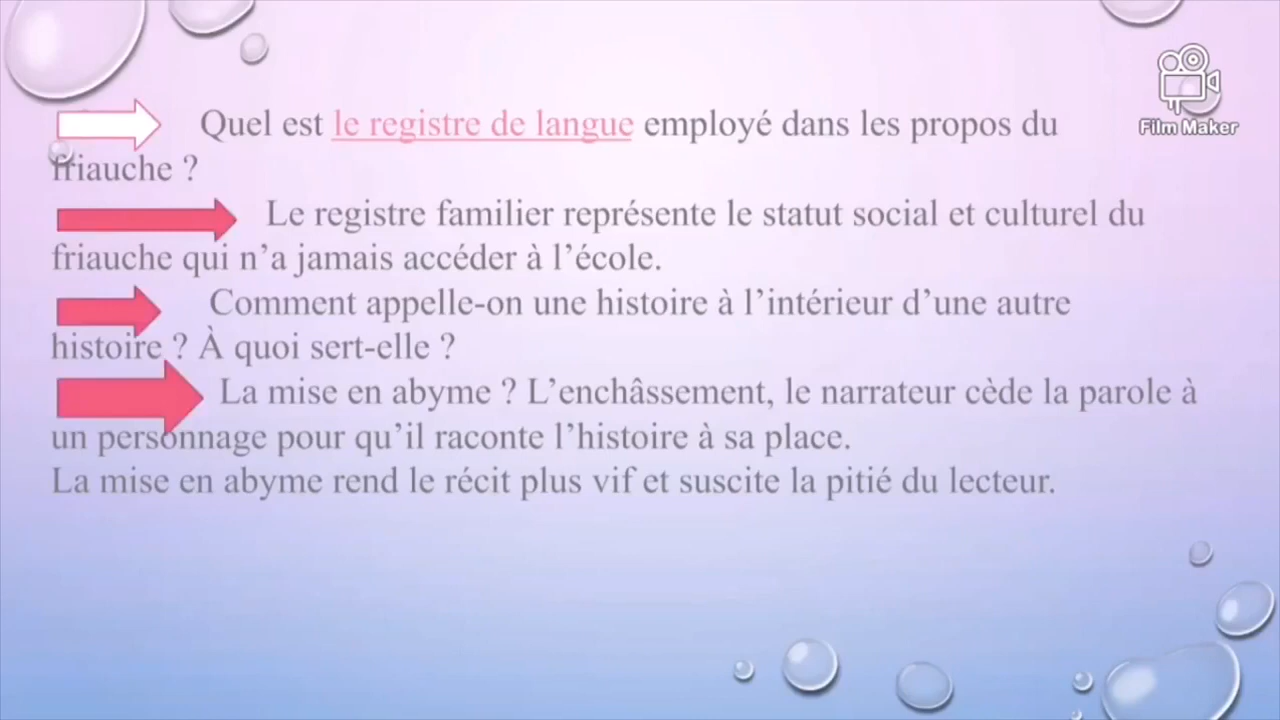 Quel est le registre de langue employé dans les propos du
friauche ?
Le registre familier représente le statut social et culturel du
friauche qui n’a jamais accéder à l’école.
Comment appelle-on une histoire à l’intérieur d’une autre
histoire ? À quoi sert-elle ?
La mise en abyme ? L’enchâssement, le narrateur cède la parole à
un personnage pour qu’il raconte l’histoire à sa place.
La mise en abyme rend le récit plus vif et suscite la pitié du lecteur.
Film Maker